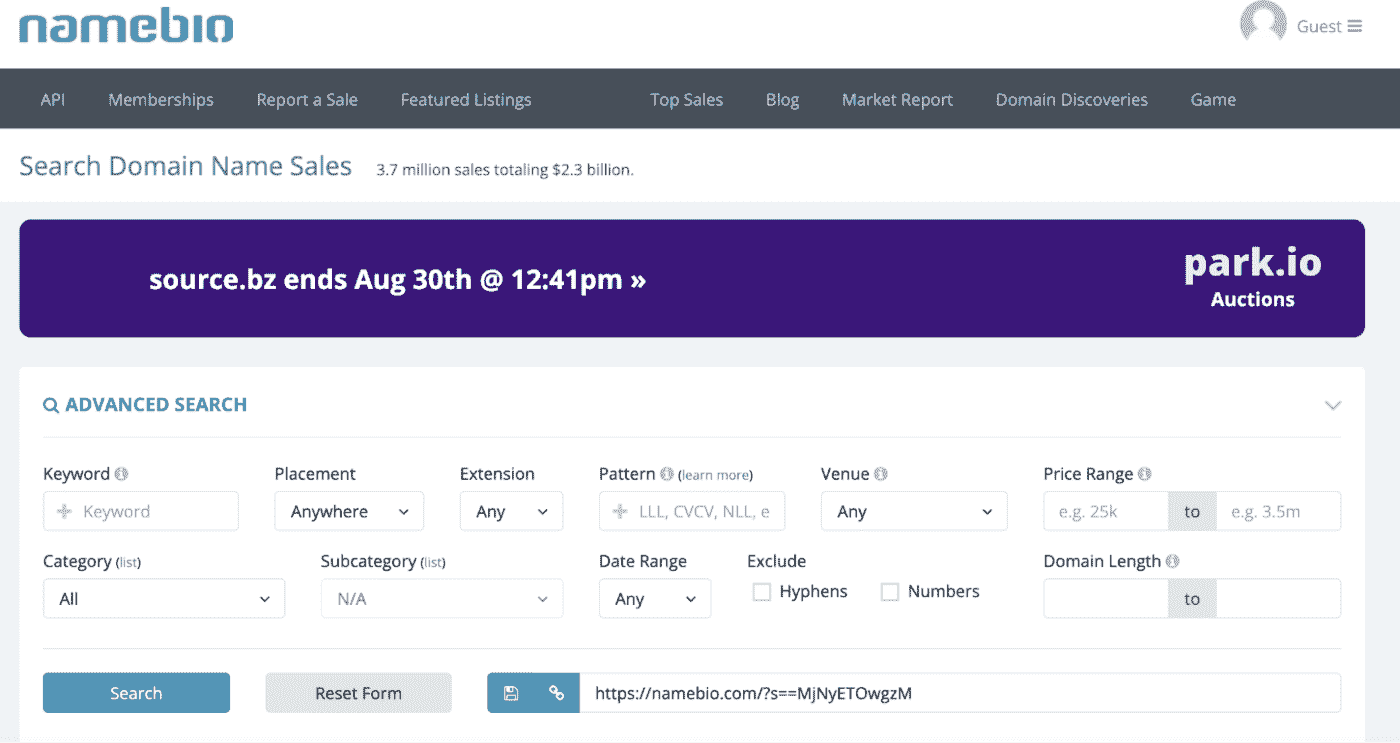 namebio
Guest
API Memberships Report a Sale Featured Listings Top Sales Blog Market Report Domain Discoveries Game
Search Domain Name Sales 3.7 million sales totaling $2.3 billion.
source.bz ends Aug 30th @ 12:41pm »
park.io
Auctions
ADVANCED SEARCH
Keyword Placement Extension Pattern (learn more) Venue Price Range
Keyword Anywhere Any LLL, CVCV, NLL, e Any e.g. 25k to e.g. 3.5m
Category (list) Subcategory (list) Date Range Exclude Domain Length
All N/A Any Hyphens Numbers to
Search Reset Form https://namebio.com/?s==MjNyETOwgzM